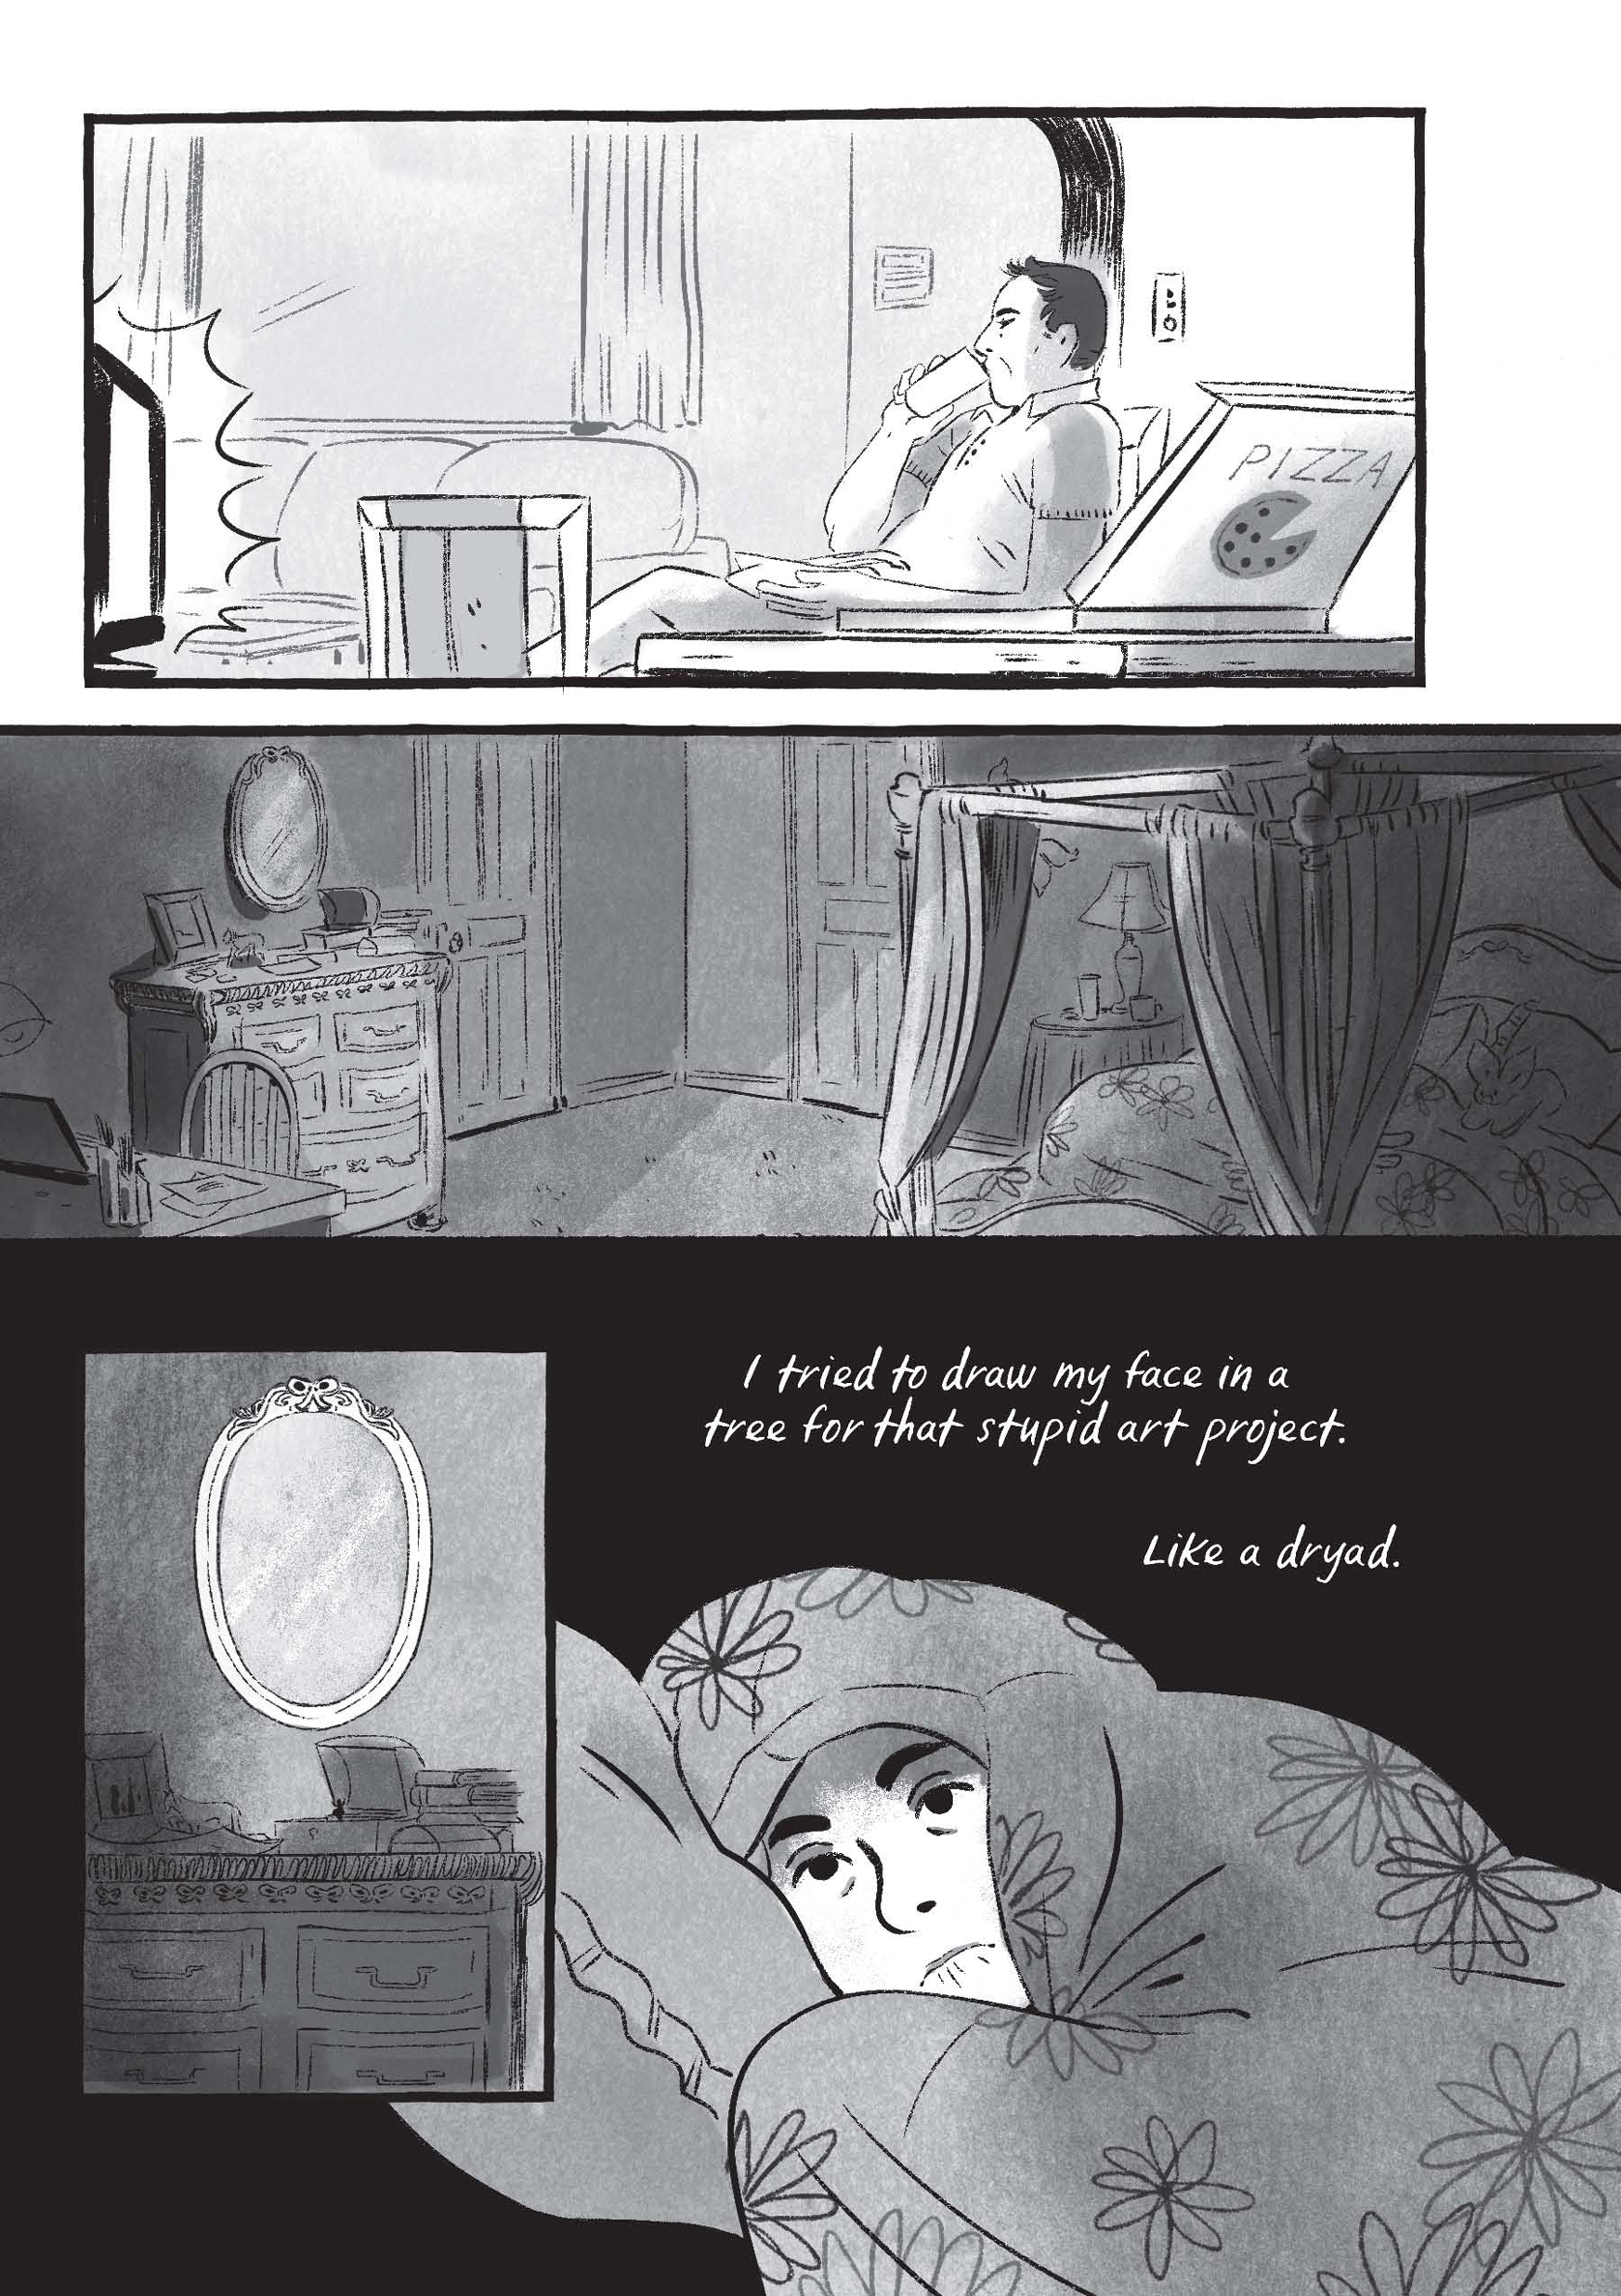 PIZZA
I tried to draw my face in a
tree for that stupid art project.
Like a dryad.